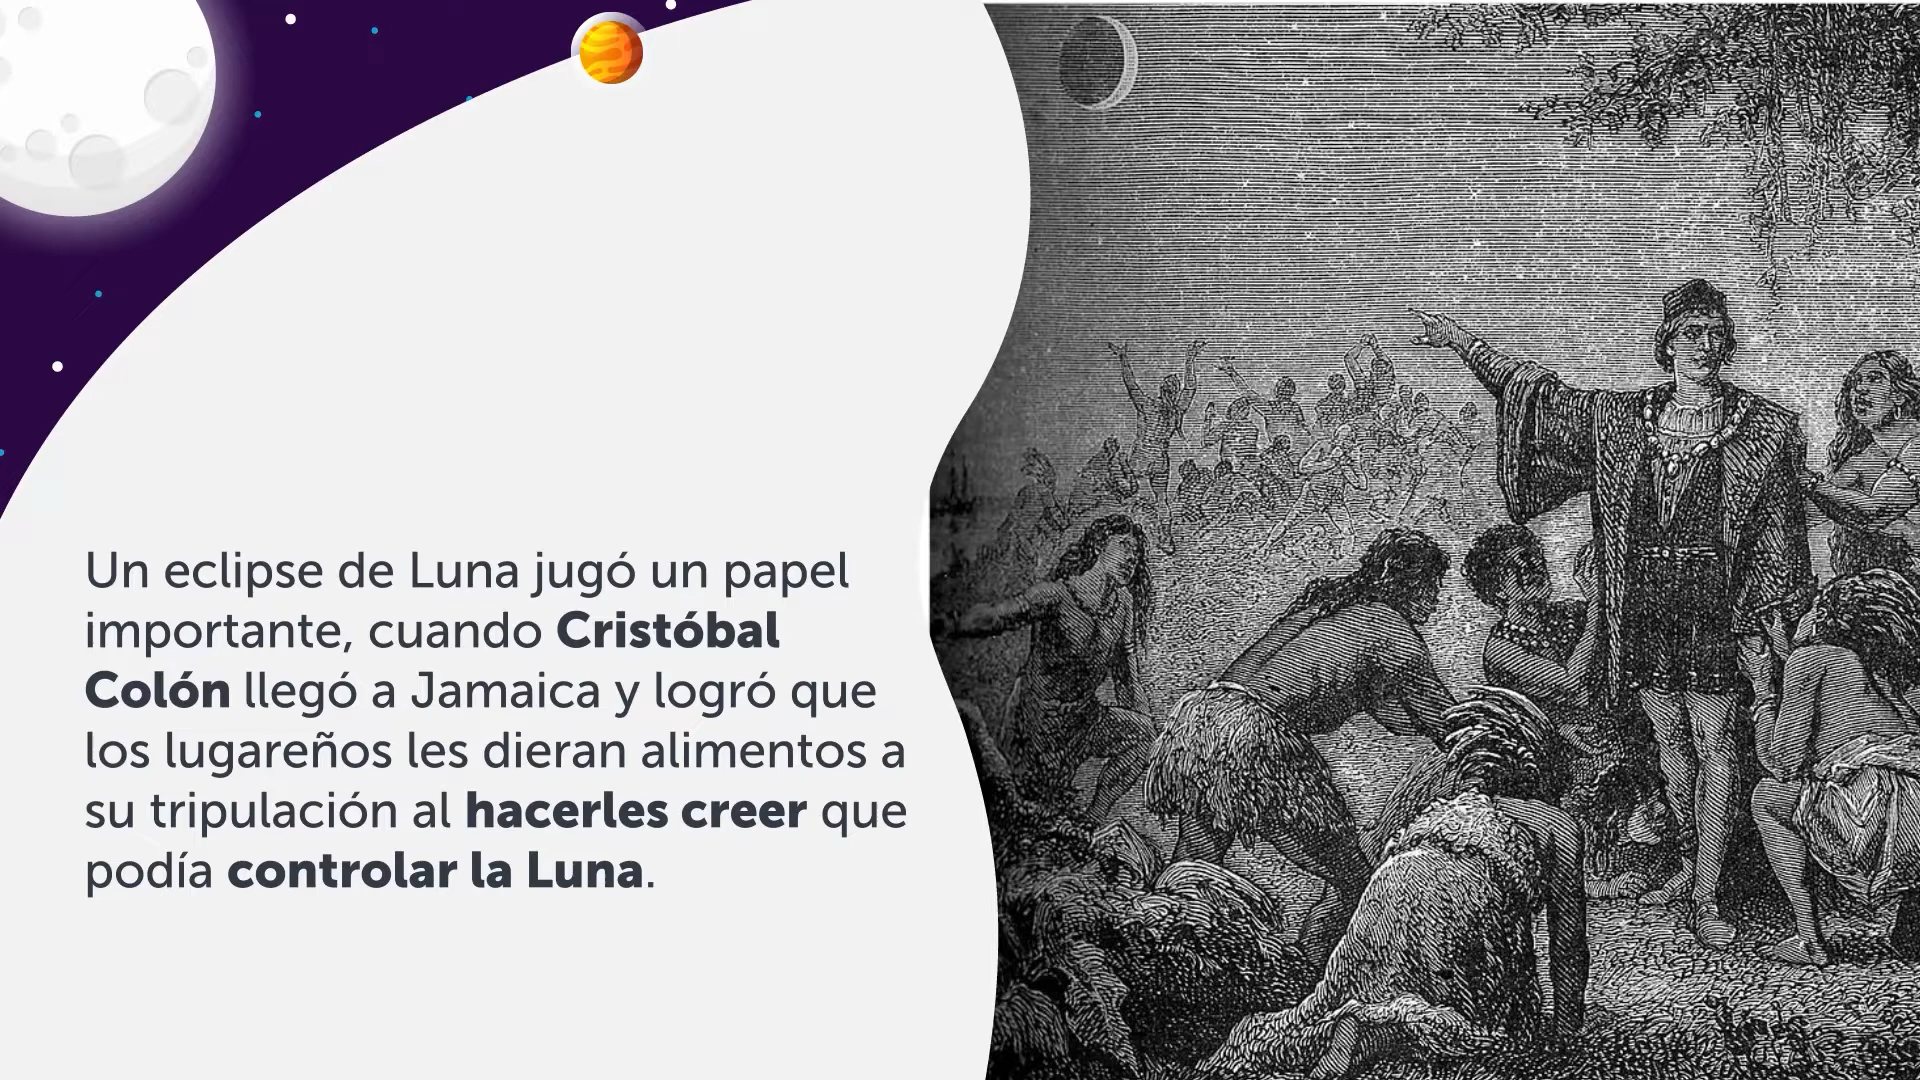 Un eclipse de Luna jugó un papel
importante, cuando Cristóbal
Colón llegó a Jamaica y logró que
los lugareños les dieran alimentos a
su tripulación al hacerles creer que
podía controlar la Luna.